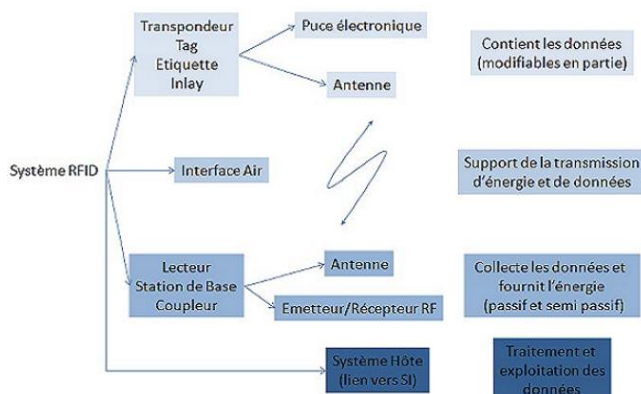 Transpondeur
Tag
Etiquette
Inlay
Puce électronique
Antenne
Contient les données
(modifiables en partie)
Système RFID
Interface Air
Support de la transmission
d'énergie et de données
Lecteur
Station de Base
Coupleur
Antenne
Emetteur/Récepteur RF
Collecte les données et
fournit l'énergie
(passif et semi passif)
Système Hôte
(lien vers SI)
Traitement et
exploitation des
données